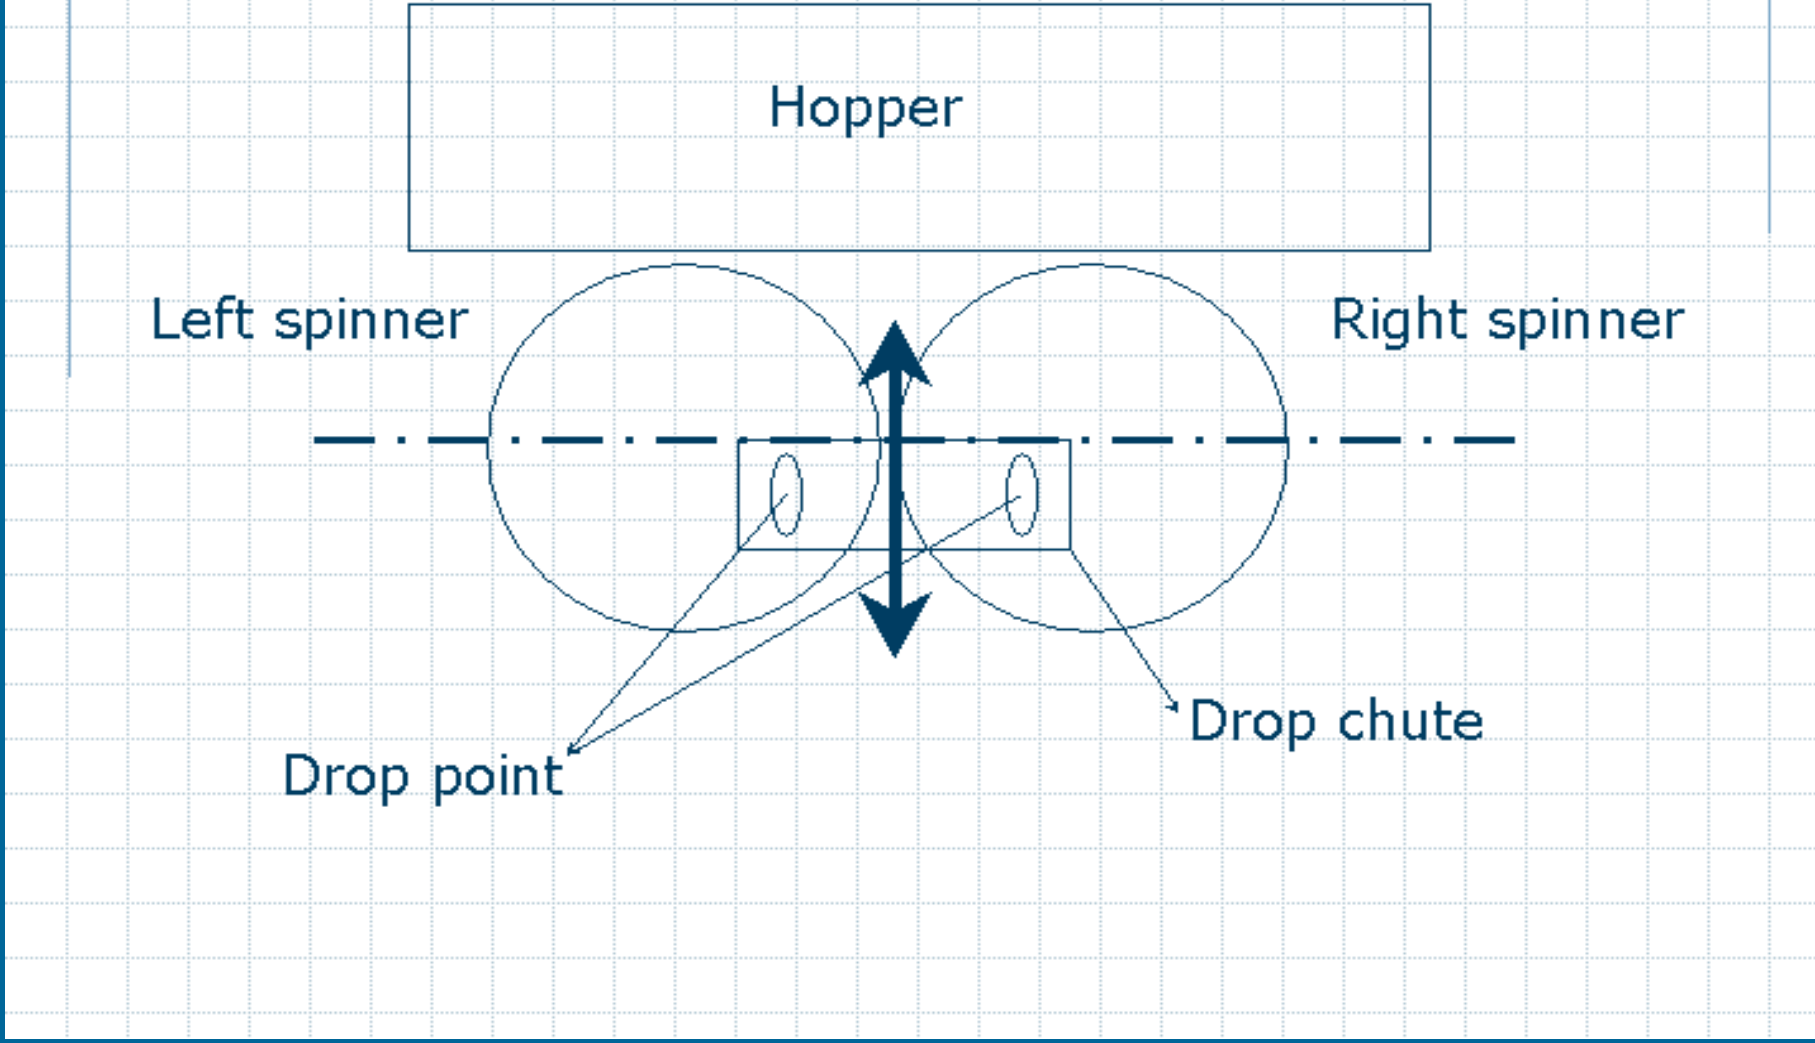 Hopper
Left spinner
Right spinner
Drop chute
Drop point